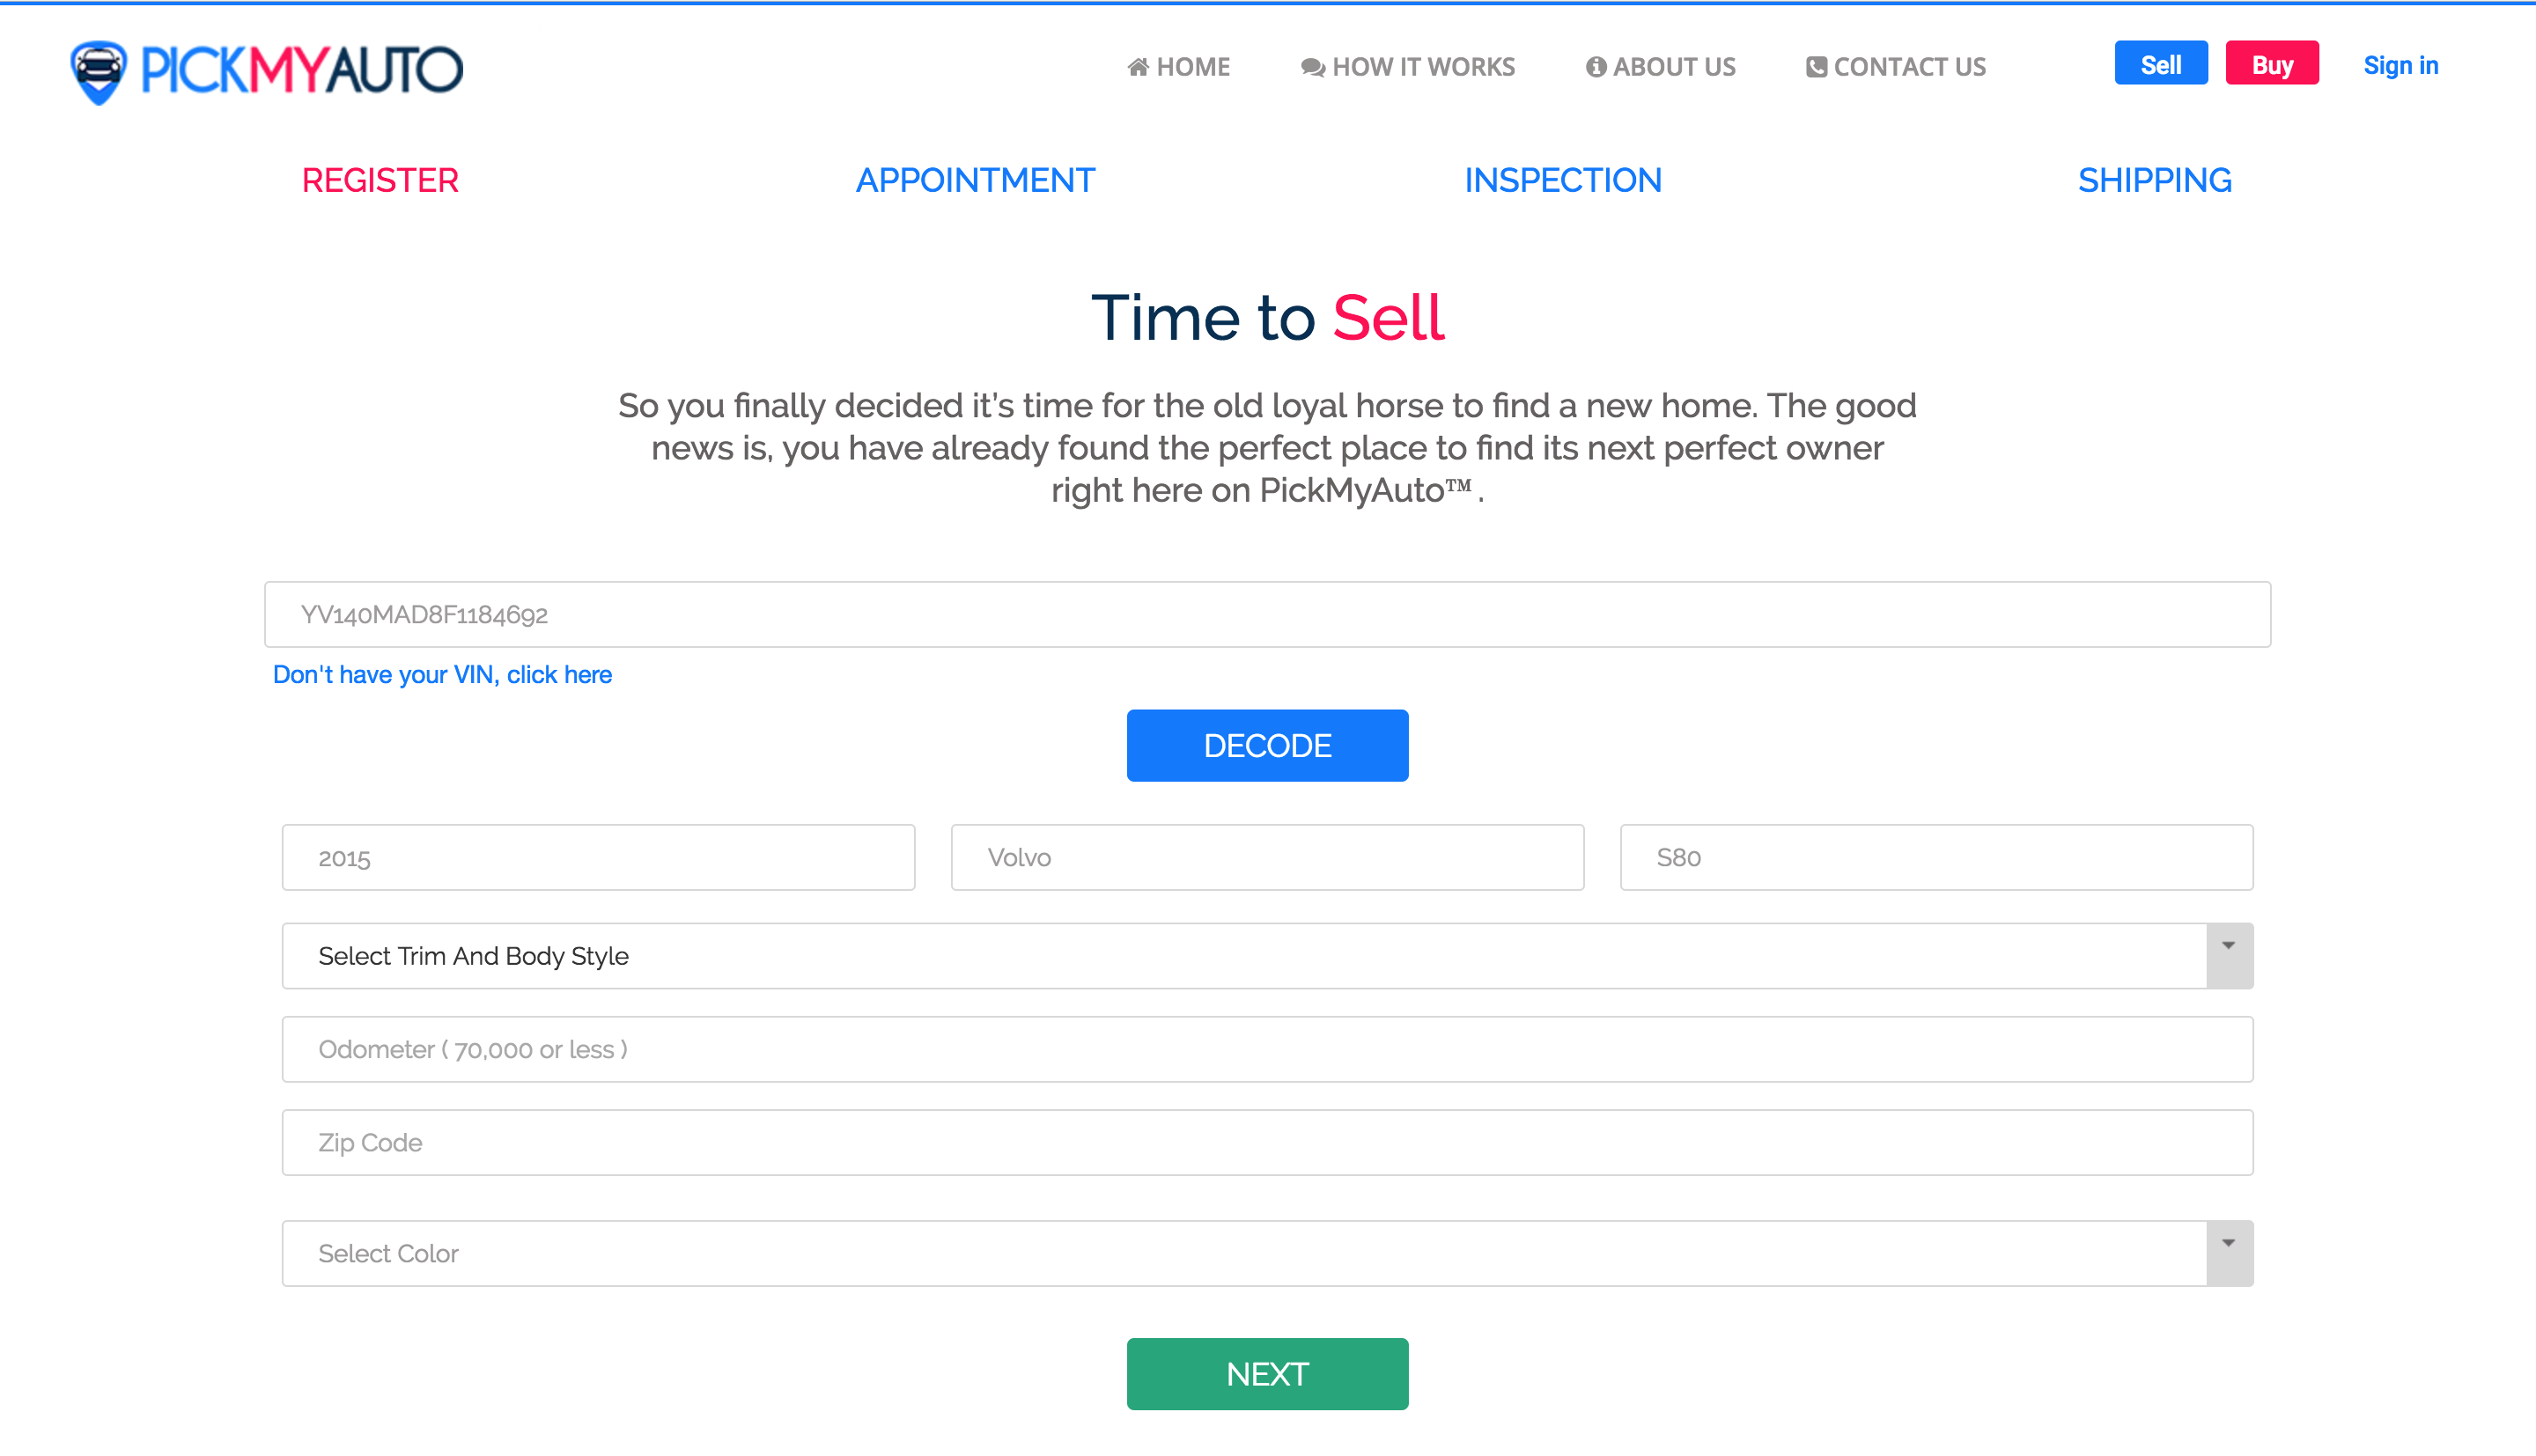 PICKMYAUTO
HOME HOW IT WORKS ABOUT US CONTACT US Sell Buy Sign in
REGISTER APPOINTMENT INSPECTION SHIPPING
Time to Sell
So you finally decided it’s time for the old loyal horse to find a new home. The good
news is, you have already found the perfect place to find its next perfect owner
right here on PickMyAuto™ .
YV140MAD8F1184692
Don't have your VIN, click here
DECODE
2015 Volvo S80
Select Trim And Body Style
Odometer ( 70,000 or less )
Zip Code
Select Color
NEXT